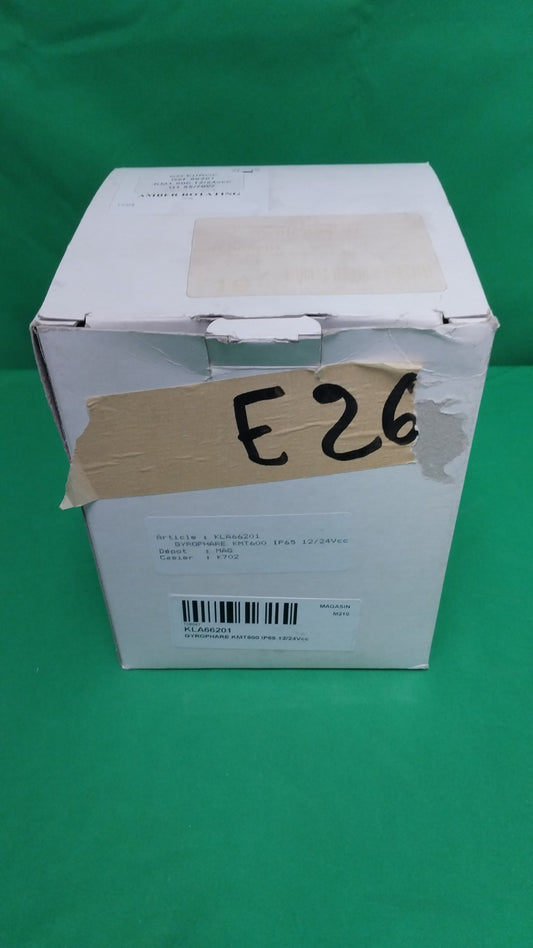 AMBER ROTATING
E26
Article : KLA66201
GYROPHARE KMT600 IP65 12/24Vcc
Dépot : MAG
Casier : K702
MAGASIN
M210
KLA66201
GYROPHARE KMT600 IP65 12/24Vcc